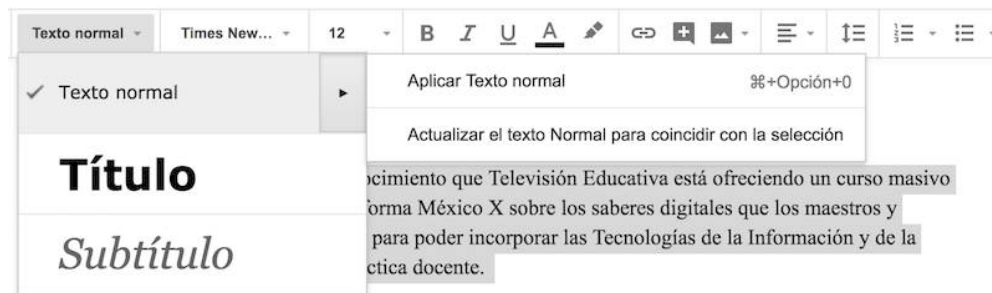 Texto normal Times New... 12 B I U A
Texto normal
Aplicar Texto normal ⌘+Opción+0
Actualizar el texto Normal para coincidir con la selección
Título
Subtítulo
ocimiento que Televisión Educativa está ofreciendo un curso masivo
forma México X sobre los saberes digitales que los maestros y
para poder incorporar las Tecnologías de la Información y de la
ctica docente.